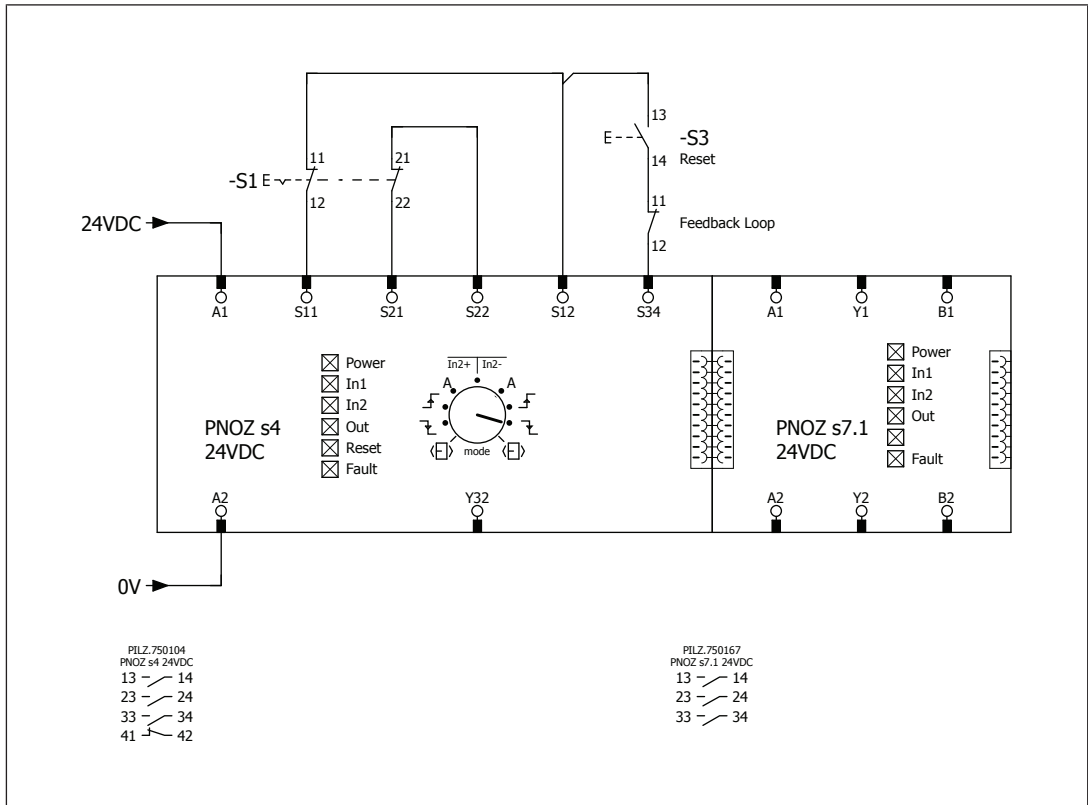 13
-S3
14 Reset
11 21
-S1
12 22
11
Feedback Loop
12
24VDC
A1 S11 S21 S22 S12 S34 A1 Y1 B1
In2+ In2-
A A
mode
Power
In1
In2
Out
Reset
Fault
PNOZ s4
24VDC
Power
In1
In2
Out
Fault
PNOZ s7.1
24VDC
A2 Y32 A2 Y2 B2
0V
PILZ.750104
PNOZ s4 24VDC
13 14
23 24
33 34
41 42
PILZ.750167
PNOZ s7.1 24VDC
13 14
23 24
33 34